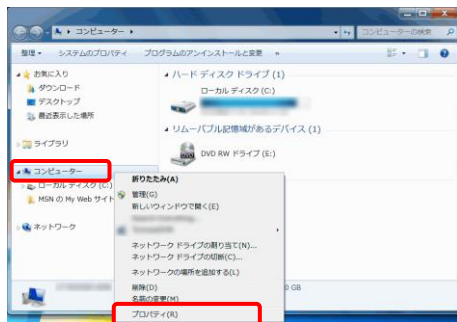 コンピューター
コンピューターの検索
整理
システムのプロパティ
プログラムのアンインストールと変更
»
お気に入り
ダウンロード
デスクトップ
最近表示した場所
ライブラリ
コンピューター
ローカル ディスク (C:)
MSN の My Web サイト
ネットワーク
ハード ディスク ドライブ (1)
ローカル ディスク (C:)
リムーバブル記憶域があるデバイス (1)
DVD RW ドライブ (E:)
折りたたみ(A)
管理(G)
新しいウィンドウで開く(E)
ネットワーク ドライブの割り当て(N)...
ネットワーク ドライブの切断(C)...
ネットワークの場所を追加する(L)
削除(D)
名前の変更(M)
プロパティ(R)
GB